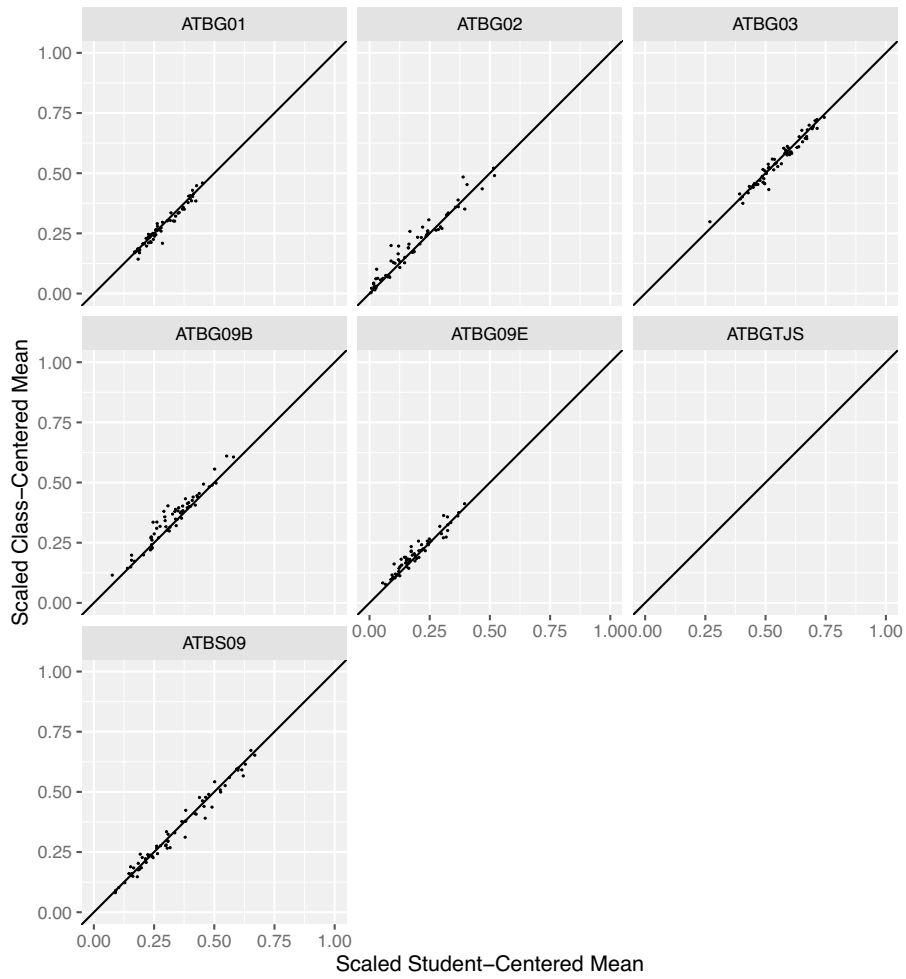 ATBG01 ATBG02 ATBG03
1.00
0.75
0.50
0.25
0.00
ATBG09B ATBG09E ATBGTJS
1.00
0.75
0.50
0.25
0.00
0.00 0.25 0.50 0.75 1.00 0.00 0.25 0.50 0.75 1.00
ATBS09
1.00
0.75
0.50
0.25
0.00
0.00 0.25 0.50 0.75 1.00
Scaled Class−Centered Mean
Scaled Student−Centered Mean